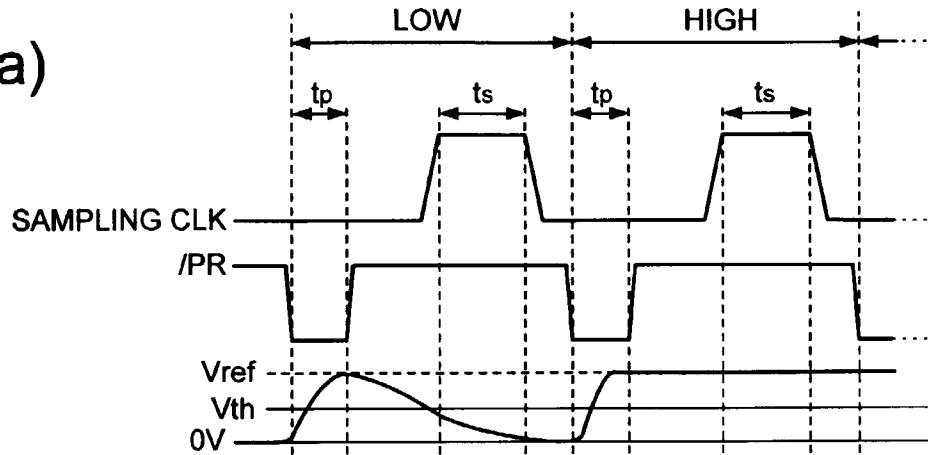 LOW HIGH
a)
tp ts tp ts
SAMPLING CLK
/PR
Vref
Vth
0V